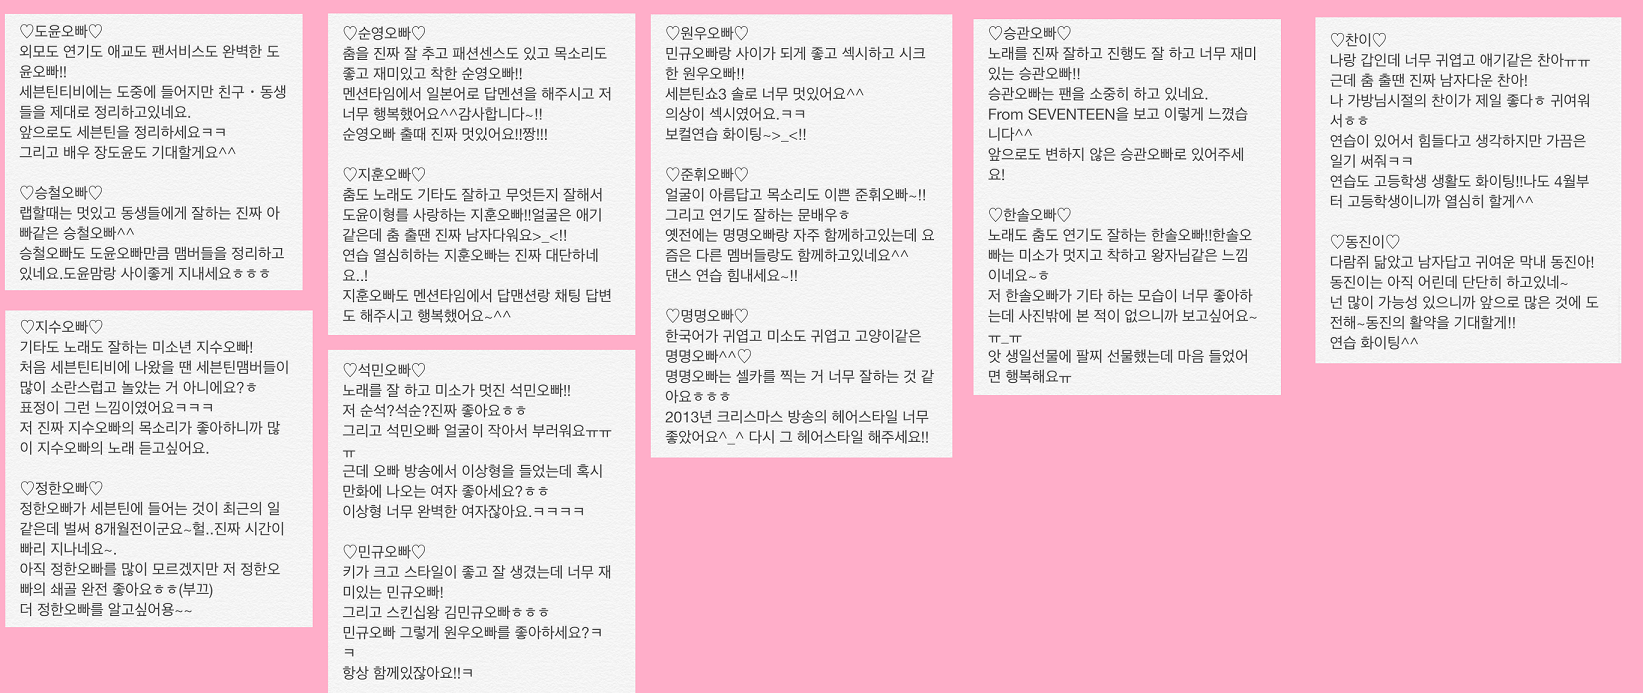 ♡도윤오빠♡
외모도 연기도 애교도 팬서비스도 완벽한 도
윤오빠!!
세븐틴티비에는 도중에 들어지만 친구・동생
들을 제대로 정리하고있네요.
앞으로도 세븐틴을 정리하세요ㅋㅋ
그리고 배우 장도윤도 기대할게요^^
♡승철오빠♡
랩할때는 멋있고 동생들에게 잘하는 진짜 아
빠같은 승철오빠^^
승철오빠도 도윤오빠만큼 맴버들을 정리하고
있네요.도윤맘랑 사이좋게 지내세요ㅎㅎㅎ
♡지수오빠♡
기타도 노래도 잘하는 미소년 지수오빠!
처음 세븐틴티비에 나왔을 땐 세븐틴맴버들이
많이 소란스럽고 놀았는 거 아니에요?ㅎ
표정이 그런 느낌이였어요ㅋㅋㅋ
저 진짜 지수오빠의 목소리가 좋아하니까 많
이 지수오빠의 노래 듣고싶어요.
♡정한오빠♡
정한오빠가 세븐틴에 들어는 것이 최근의 일
같은데 벌써 8개월전이군요~헐..진짜 시간이
빠리 지나네요~.
아직 정한오빠를 많이 모르겠지만 저 정한오
빠의 쇄골 완전 좋아요ㅎㅎ(부끄)
더 정한오빠를 알고싶어용~~
♡순영오빠♡
춤을 진짜 잘 추고 패션센스도 있고 목소리도
좋고 재미있고 착한 순영오빠!!
멘션타임에서 일본어로 답멘션을 해주시고 저
너무 행복했어요^^감사합니다~!!
순영오빠 출때 진짜 멋있어요!!짱!!!
♡지훈오빠♡
춤도 노래도 기타도 잘하고 무엇든지 잘해서
도윤이형를 사랑하는 지훈오빠!!얼굴은 애기
같은데 춤 출땐 진짜 남자다워요>_<!!
연습 열심히하는 지훈오빠는 진짜 대단하네
요..!
지훈오빠도 멘션타임에서 답맨션랑 채팅 답변
도 해주시고 행복했어요~^^
♡석민오빠♡
노래를 잘 하고 미소가 멋진 석민오빠!!
저 순석?석순?진짜 좋아요ㅎㅎ
그리고 석민오빠 얼굴이 작아서 부러워요ㅠㅠ
ㅠ
근데 오빠 방송에서 이상형을 들었는데 혹시
만화에 나오는 여자 좋아세요?ㅎㅎ
이상형 너무 완벽한 여자잖아요.ㅋㅋㅋㅋ
♡민규오빠♡
키가 크고 스타일이 좋고 잘 생겼는데 너무 재
미있는 민규오빠!
그리고 스킨십왕 김민규오빠ㅎㅎㅎ
민규오빠 그렇게 원우오빠를 좋아하세요?ㅋ
ㅋ
항상 함께있잖아요!!ㅋ
♡원우오빠♡
민규오빠랑 사이가 되게 좋고 섹시하고 시크
한 원우오빠!!
세븐틴쇼3 솔로 너무 멋있어요^^
의상이 섹시였어요.ㅋㅋ
보컬연습 화이팅~>_<!!
♡준휘오빠♡
얼굴이 아름답고 목소리도 이쁜 준휘오빠~!!
그리고 연기도 잘하는 문배우ㅎ
옛전에는 명명오빠랑 자주 함께하고있는데 요
즘은 다른 멤버들랑도 함께하고있네요^^
댄스 연습 힘내세요~!!
♡명명오빠♡
한국어가 귀엽고 미소도 귀엽고 고양이같은
명명오빠^^♡
명명오빠는 셀카를 찍는 거 너무 잘하는 것 같
아요ㅎㅎㅎ
2013년 크리스마스 방송의 헤어스타일 너무
좋았어요^_^ 다시 그 헤어스타일 해주세요!!
♡승관오빠♡
노래를 진짜 잘하고 진행도 잘 하고 너무 재미
있는 승관오빠!!
승관오빠는 팬을 소중히 하고 있네요.
From SEVENTEEN을 보고 이렇게 느꼈습
니다^^
앞으로도 변하지 않은 승관오빠로 있어주세
요!
♡한솔오빠♡
노래도 춤도 연기도 잘하는 한솔오빠!!한솔오
빠는 미소가 멋지고 착하고 왕자님같은 느낌
이네요~ㅎ
저 한솔오빠가 기타 하는 모습이 너무 좋아하
는데 사진밖에 본 적이 없으니까 보고싶어요~
ㅠ_ㅠ
앗 생일선물에 팔찌 선물했는데 마음 들었어
면 행복해요ㅠ
♡찬이♡
나랑 갑인데 너무 귀엽고 애기같은 찬아ㅠㅠ
근데 춤 출땐 진짜 남자다운 찬아!
나 가방님시절의 찬이가 제일 좋다ㅎ 귀여워
서ㅎㅎ
연습이 있어서 힘들다고 생각하지만 가끔은
일기 써줘ㅋㅋ
연습도 고등학생 생활도 화이팅!!나도 4월부
터 고등학생이니까 열심히 할게^^
♡동진이♡
다람쥐 닮았고 남자답고 귀여운 막내 동진아!
동진이는 아직 어린데 단단히 하고있네~
넌 많이 가능성 있으니까 앞으로 많은 것에 도
전해~동진의 활약을 기대할게!!
연습 화이팅^^